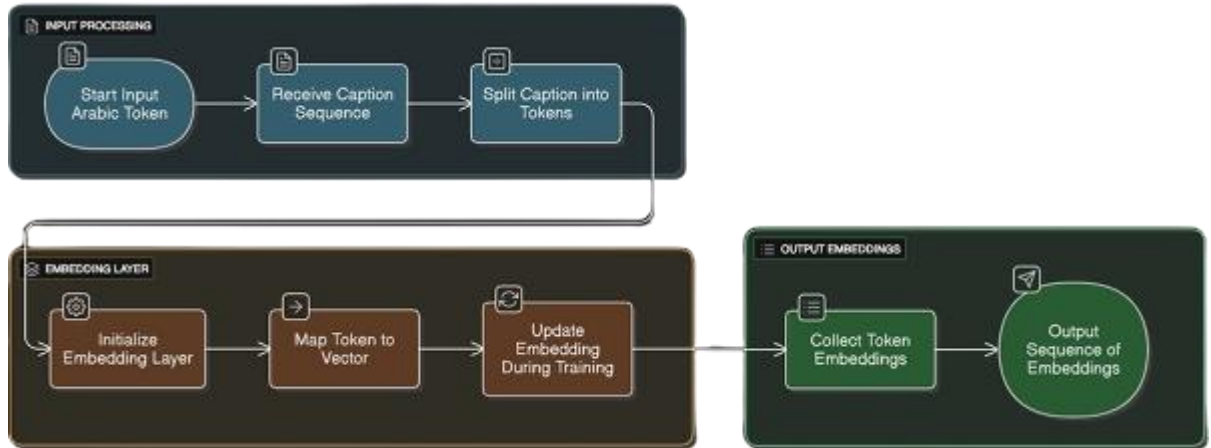 INPUT PROCESSING
Start Input
Arabic Token
Receive Caption
Sequence
Split Caption into
Tokens
EMBEDDING LAYER
Initialize
Embedding Layer
Map Token to
Vector
Update
Embedding
During Training
OUTPUT EMBEDDINGS
Collect Token
Embeddings
Output
Sequence of
Embeddings